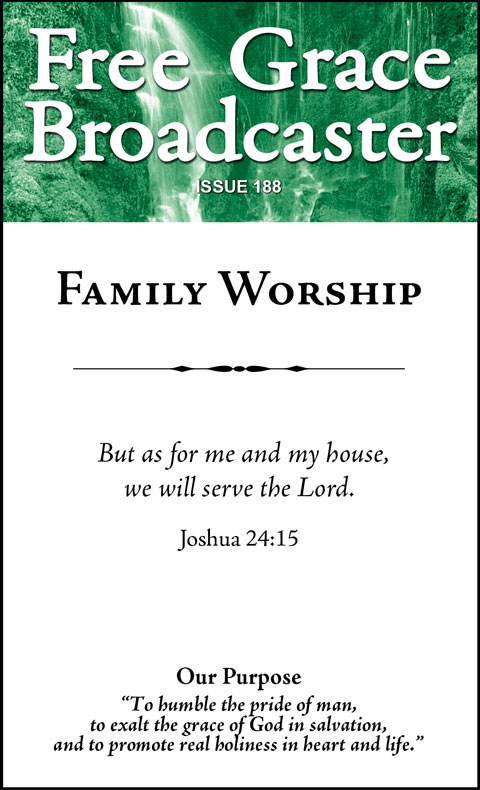 Free Grace
Broadcaster
ISSUE 188
Family Worship
But as for me and my house,
we will serve the Lord.
Joshua 24:15
Our Purpose
“To humble the pride of man,
to exalt the grace of God in salvation,
and to promote real holiness in heart and life.”